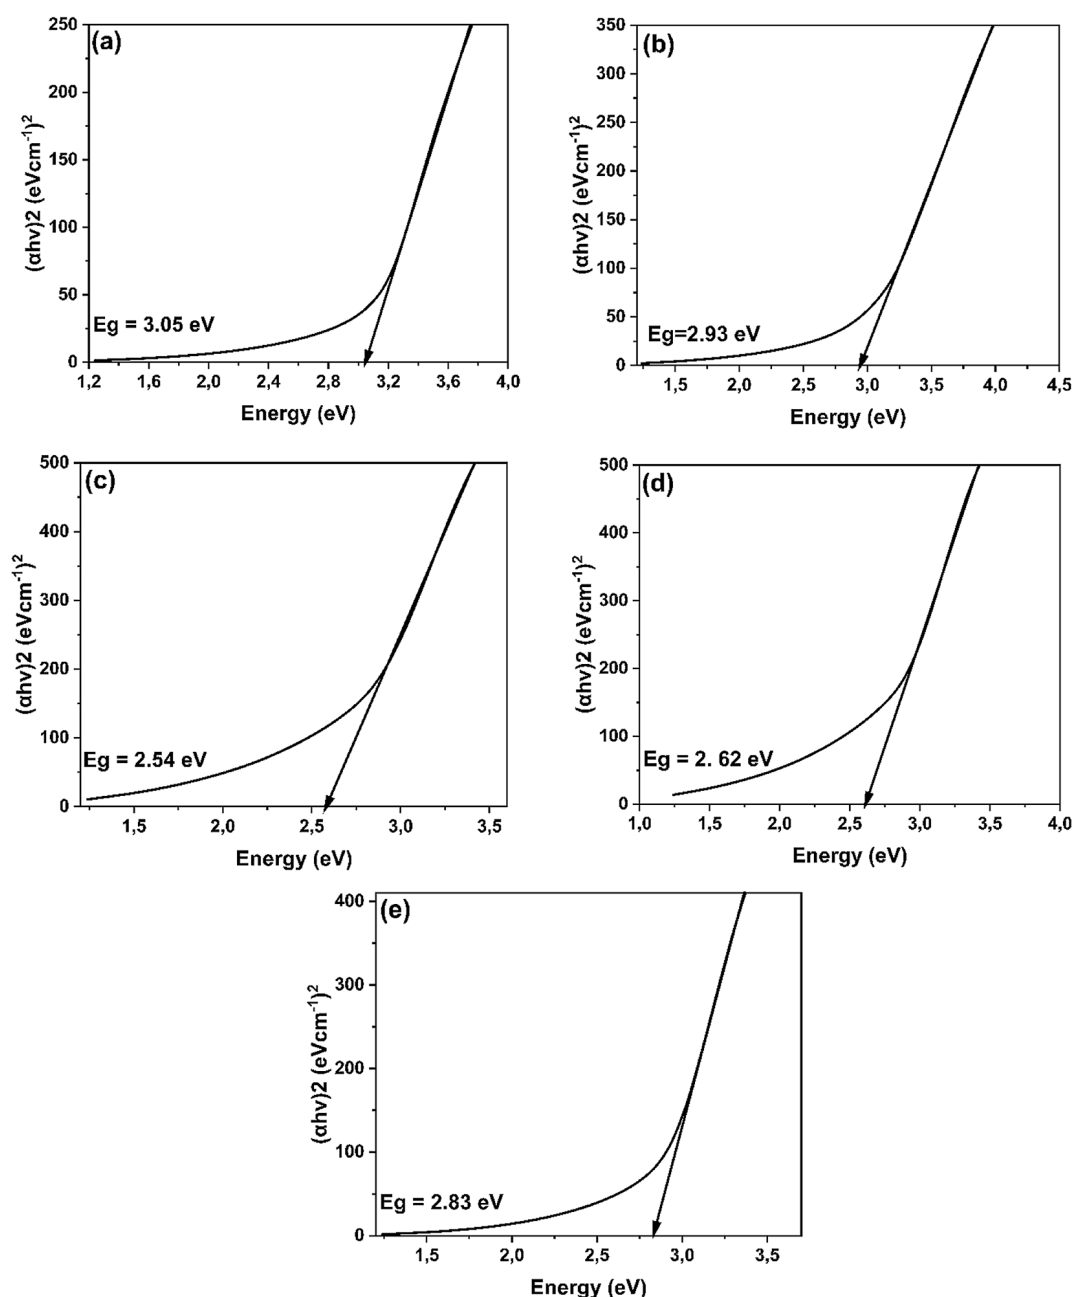 (a)
250
200
150
100
50
0
(αhv)2 (eVcm⁻¹)²
Eg = 3.05 eV
1,2 1,6 2,0 2,4 2,8 3,2 3,6 4,0
Energy (eV)
(b)
350
300
250
200
150
100
50
0
(αhv)2 (eVcm⁻¹)²
Eg=2.93 eV
1,5 2,0 2,5 3,0 3,5 4,0 4,5
Energy (eV)
(c)
500
400
300
200
100
0
(αhv)2 (eVcm⁻¹)²
Eg = 2.54 eV
1,5 2,0 2,5 3,0 3,5
Energy (eV)
(d)
500
400
300
200
100
0
(αhv)2 (eVcm⁻¹)²
Eg = 2. 62 eV
1,0 1,5 2,0 2,5 3,0 3,5 4,0
Energy (eV)
(e)
400
300
200
100
0
(αhv)2 (eVcm⁻¹)²
Eg = 2.83 eV
1,5 2,0 2,5 3,0 3,5
Energy (eV)